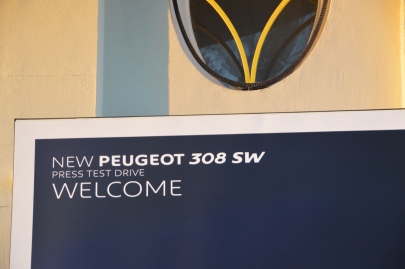 NEW PEUGEOT 308 SW
PRESS TEST DRIVE
WELCOME